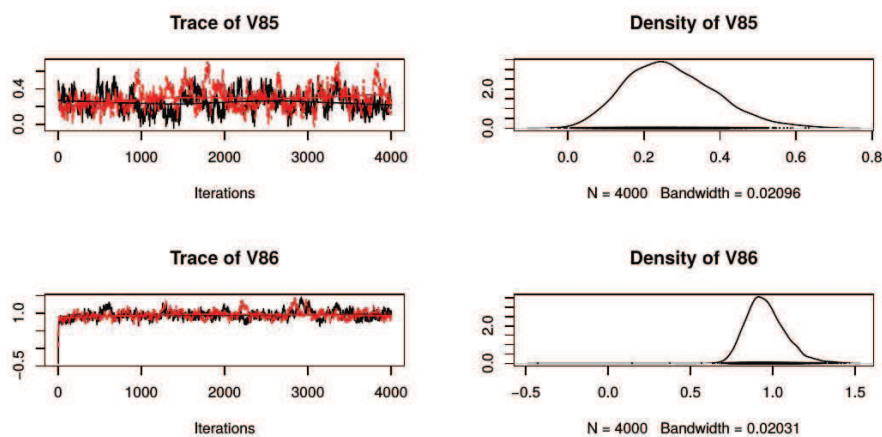 Trace of V85
0.0 0.4
0 1000 2000 3000 4000
Iterations
Density of V85
0.0 2.0
0.0 0.2 0.4 0.6 0.8
N = 4000 Bandwidth = 0.02096
Trace of V86
−0.5 1.0
0 1000 2000 3000 4000
Iterations
Density of V86
0.0 2.0
−0.5 0.0 0.5 1.0 1.5
N = 4000 Bandwidth = 0.02031